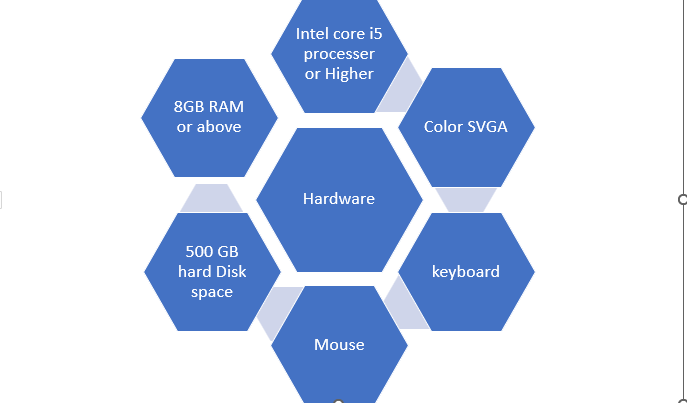 Intel core i5
processer
or Higher
8GB RAM
or above
Color SVGA
Hardware
500 GB
hard Disk
space
keyboard
Mouse